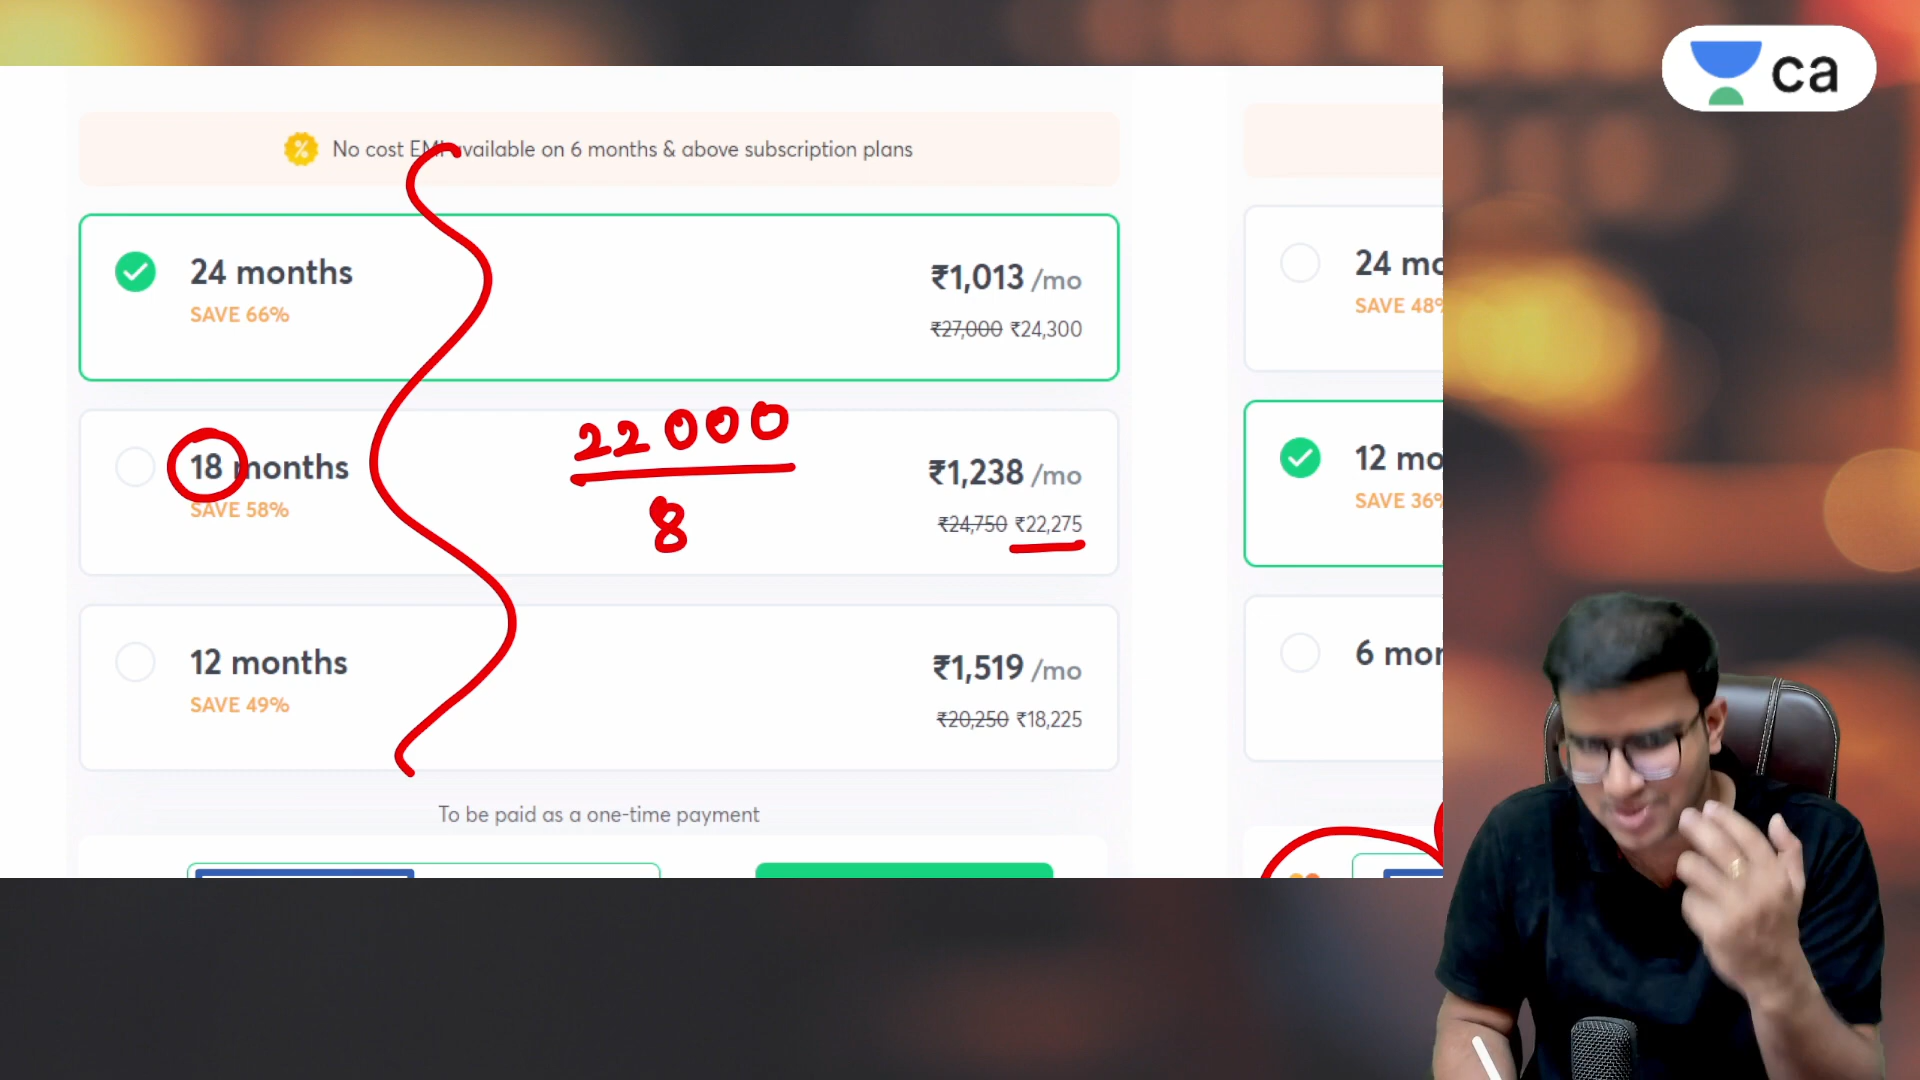 ca
No cost EMI available on 6 months & above subscription plans
24 months
SAVE 66%
₹1,013 /mo
₹27,000 ₹24,300
18 months
SAVE 58%
22000
8
₹1,238 /mo
₹24,750 ₹22,275
12 months
SAVE 49%
₹1,519 /mo
₹20,250 ₹18,225
To be paid as a one-time payment
24 mo
SAVE 48%
12 mo
SAVE 36%
6 mon